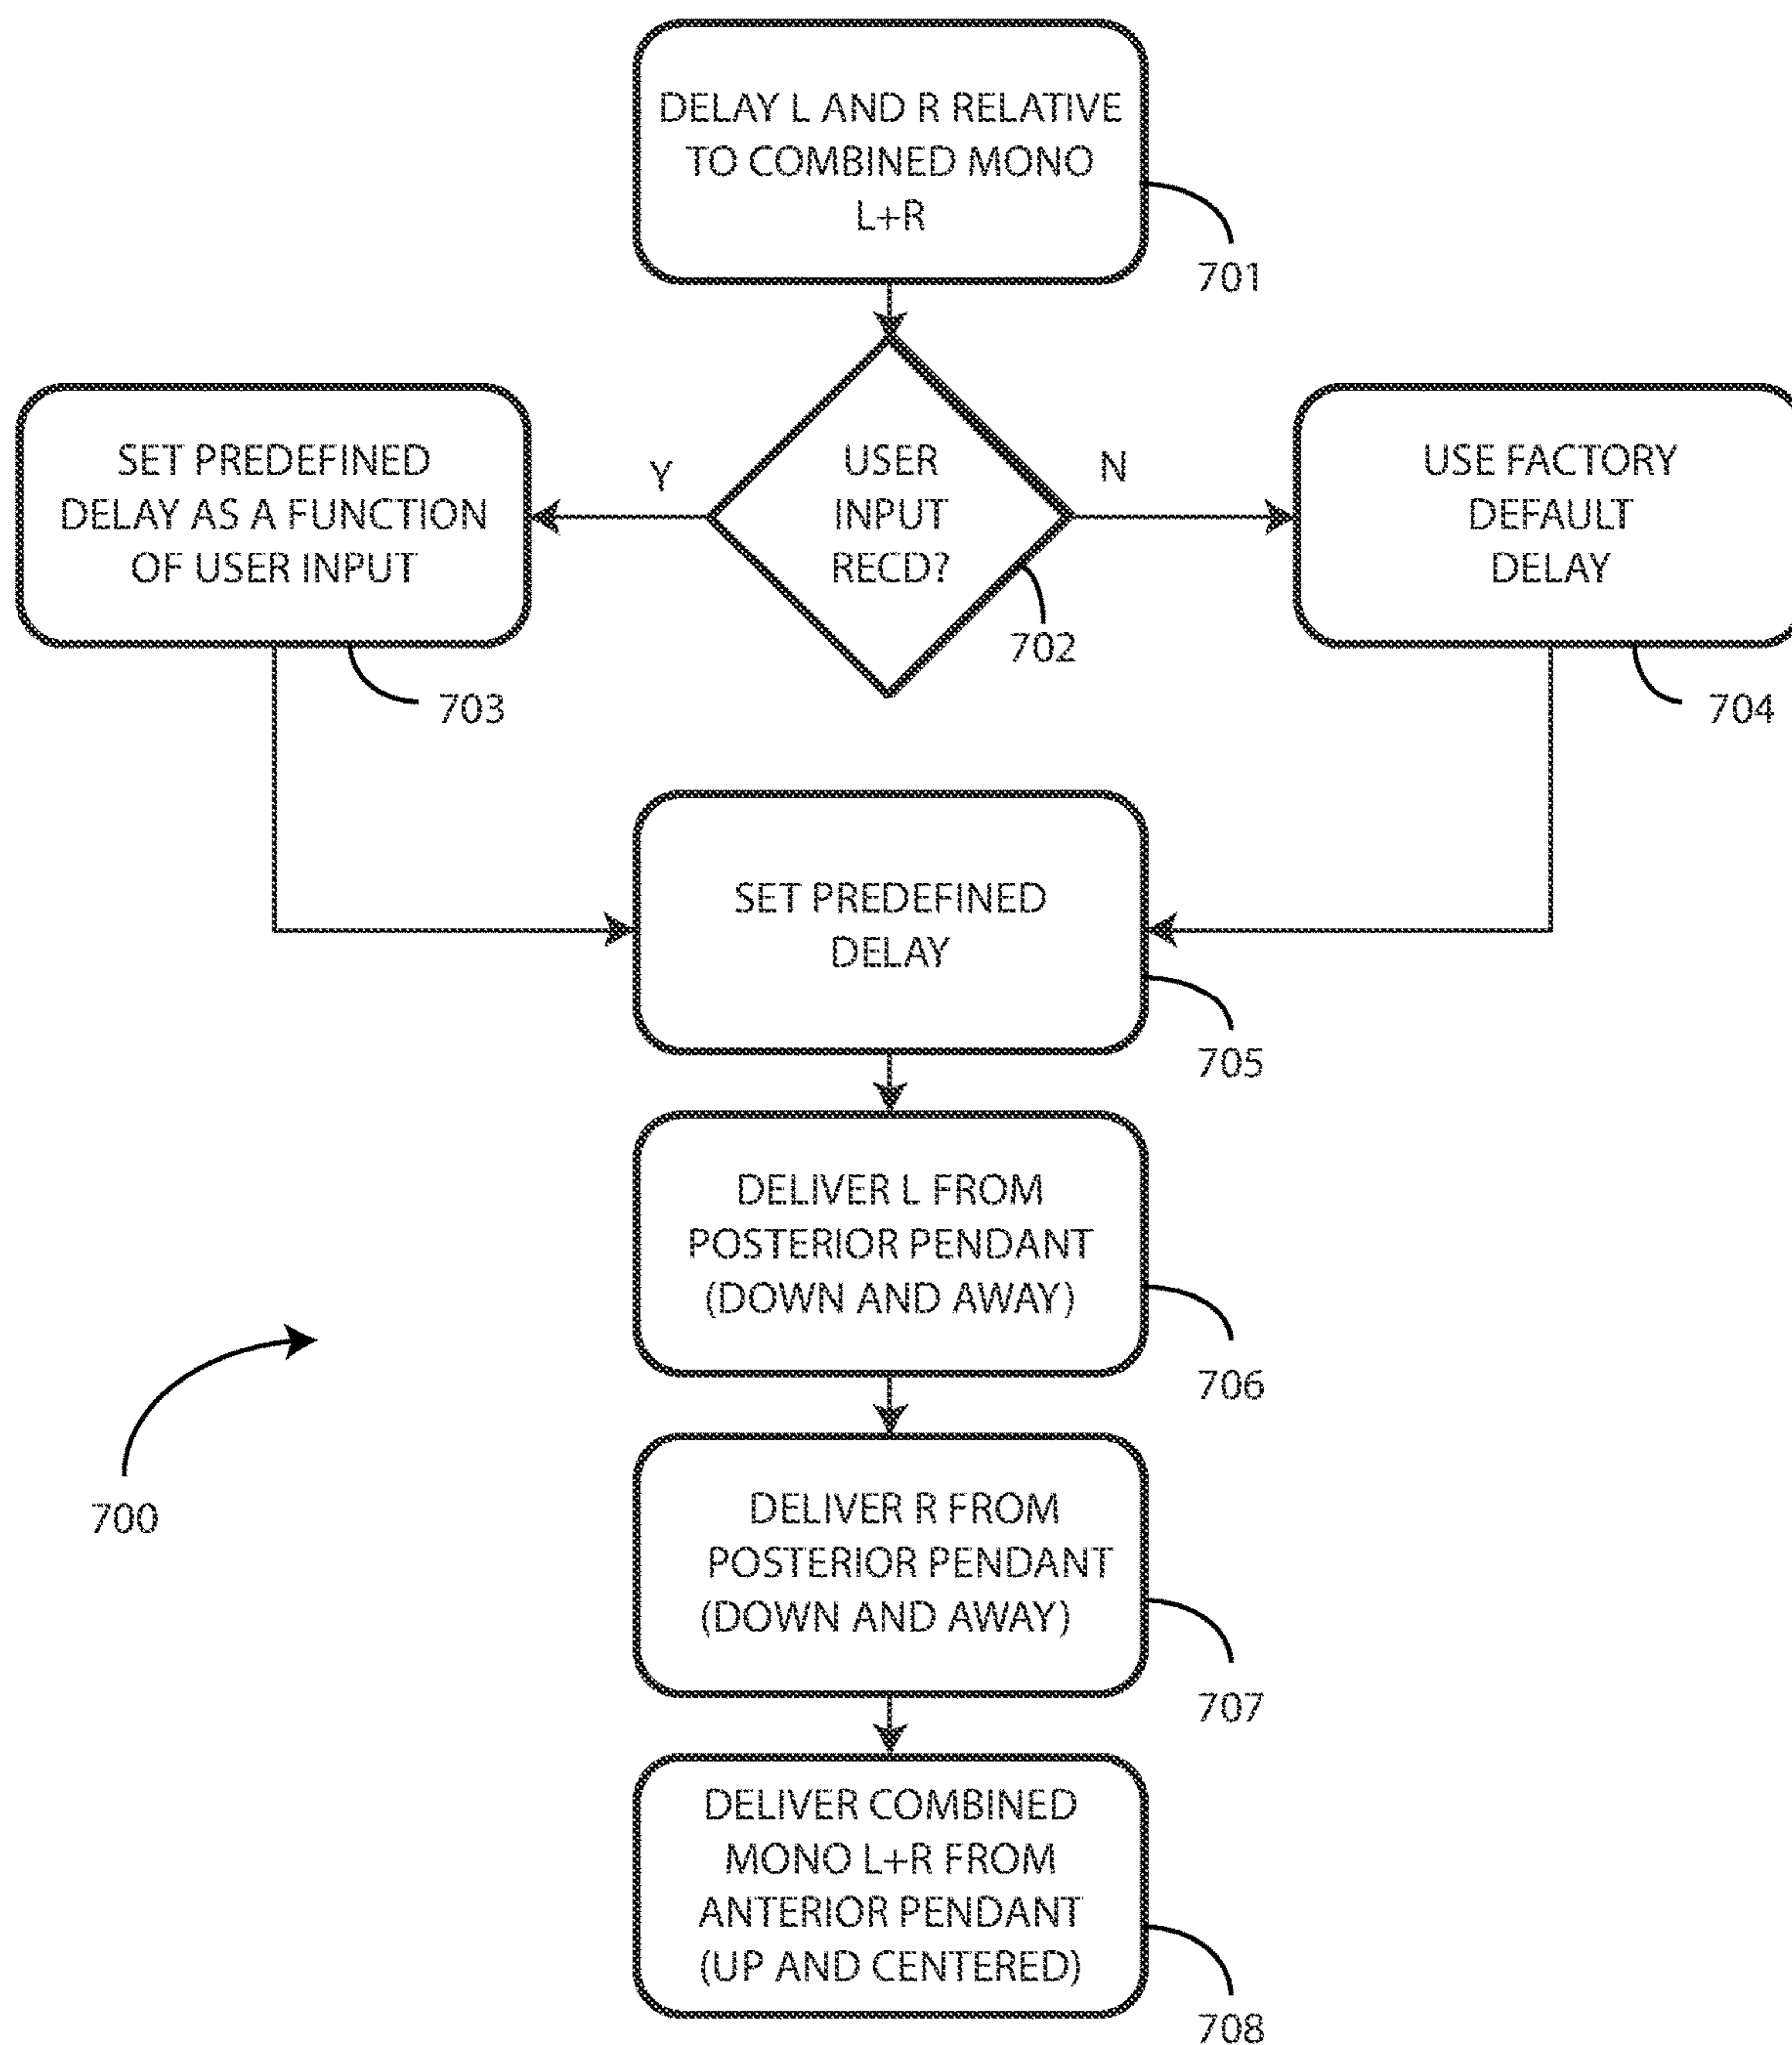 DELAY L AND R RELATIVE
TO COMBINED MONO
L+R
701
SET PREDEFINED
DELAY AS A FUNCTION
OF USER INPUT
703
Y
USER
INPUT
RECD?
702
N
USE FACTORY
DEFAULT
DELAY
704
SET PREDEFINED
DELAY
705
DELIVER L FROM
POSTERIOR PENDANT
(DOWN AND AWAY)
706
700
DELIVER R FROM
POSTERIOR PENDANT
(DOWN AND AWAY)
707
DELIVER COMBINED
MONO L+R FROM
ANTERIOR PENDANT
(UP AND CENTERED)
708